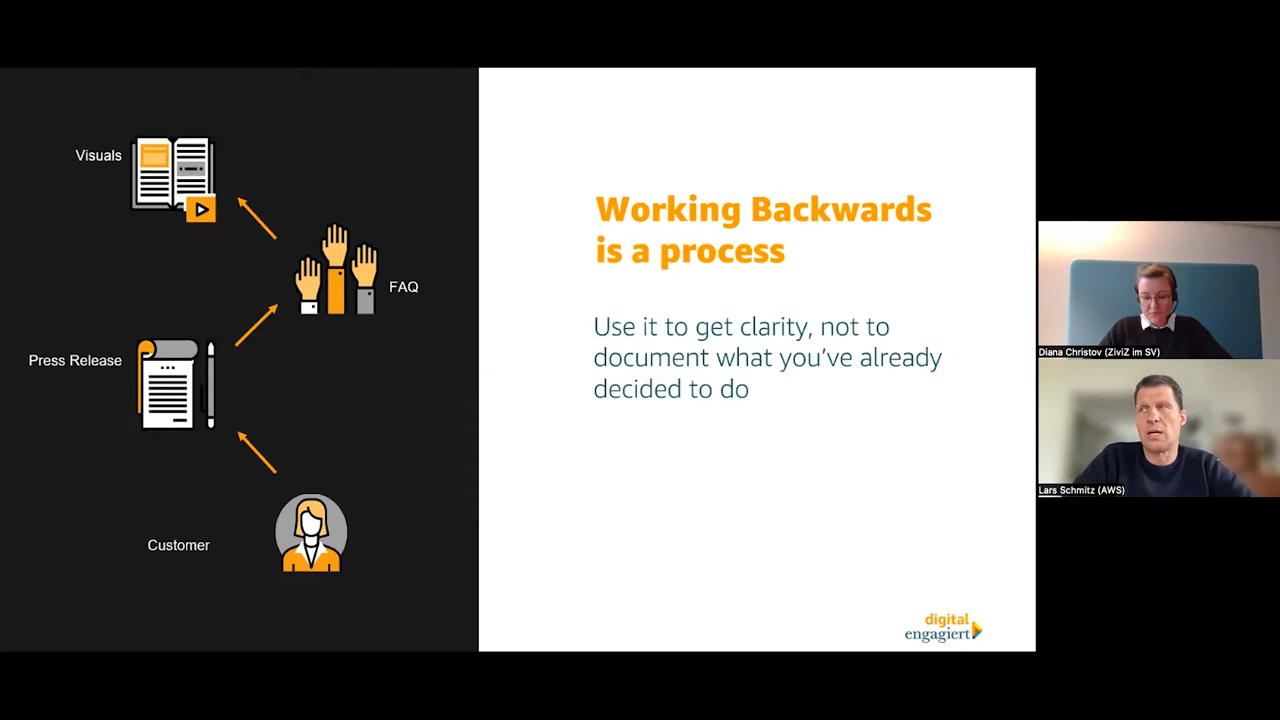 Visuals
FAQ
Press Release
Customer
Working Backwards
is a process
Use it to get clarity, not to
document what you've already
decided to do
digital
engagiert
Diana Christov (ZiviZ im SV)
Lars Schmitz (AWS)